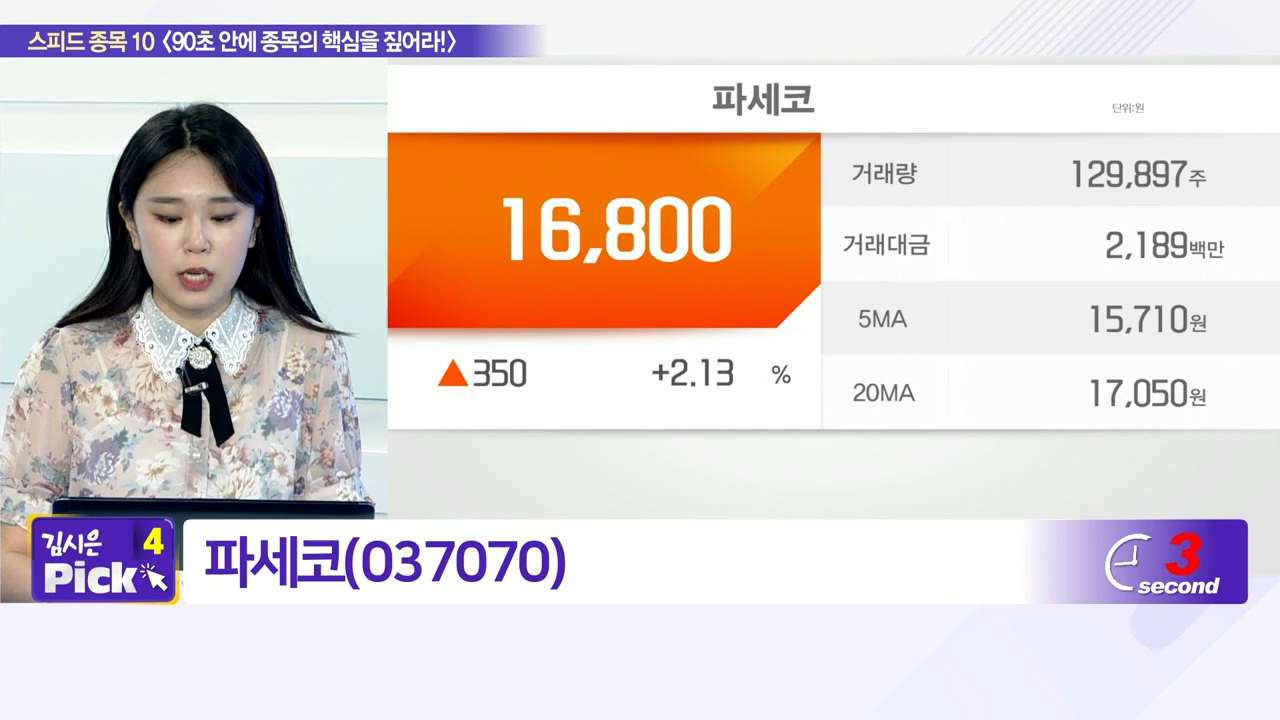 스피드 종목 10 <90초 안에 종목의 핵심을 짚어라!>
파세코
단위:원
16,800
▲350 +2.13 %
거래량 129,897주
거래대금 2,189백만
5MA 15,710원
20MA 17,050원
김시은 4
Pick
파세코(037070)
3
second